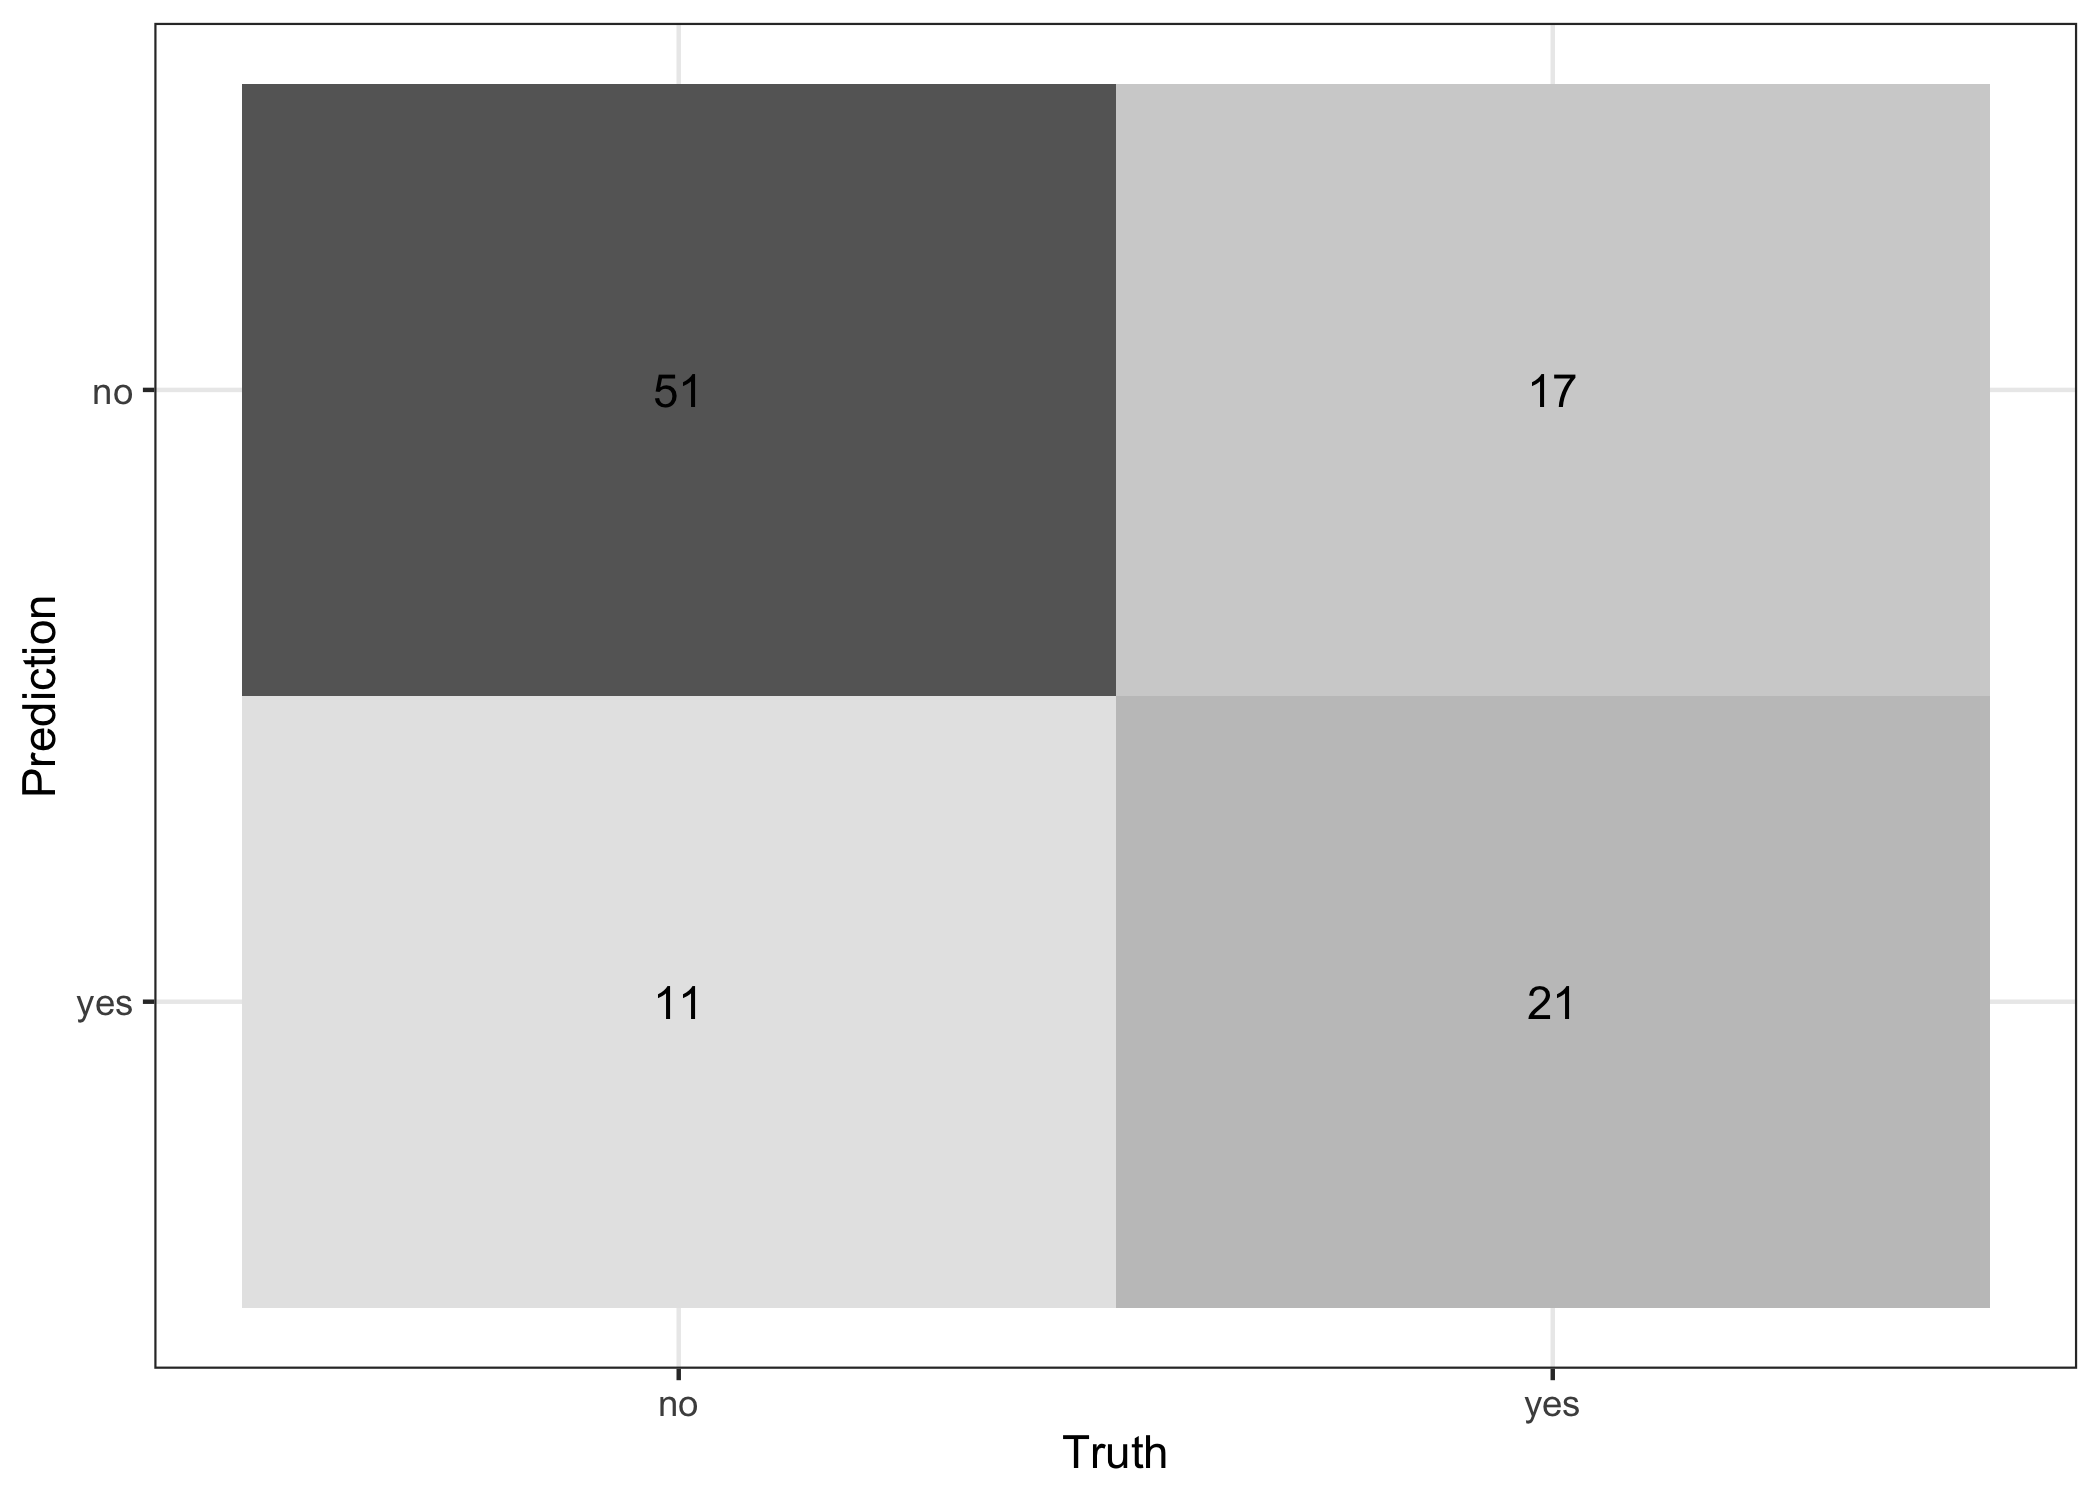 Prediction
no
51 17
yes
11 21
no yes
Truth